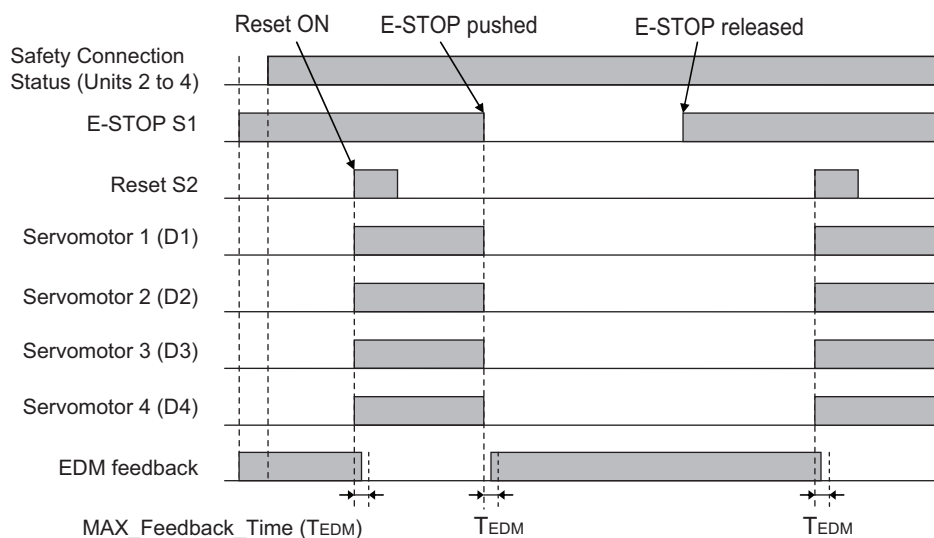 Reset ON
E-STOP pushed
E-STOP released
Safety Connection
Status (Units 2 to 4)
E-STOP S1
Reset S2
Servomotor 1 (D1)
Servomotor 2 (D2)
Servomotor 3 (D3)
Servomotor 4 (D4)
EDM feedback
MAX_Feedback_Time (TEDM)
TEDM
TEDM